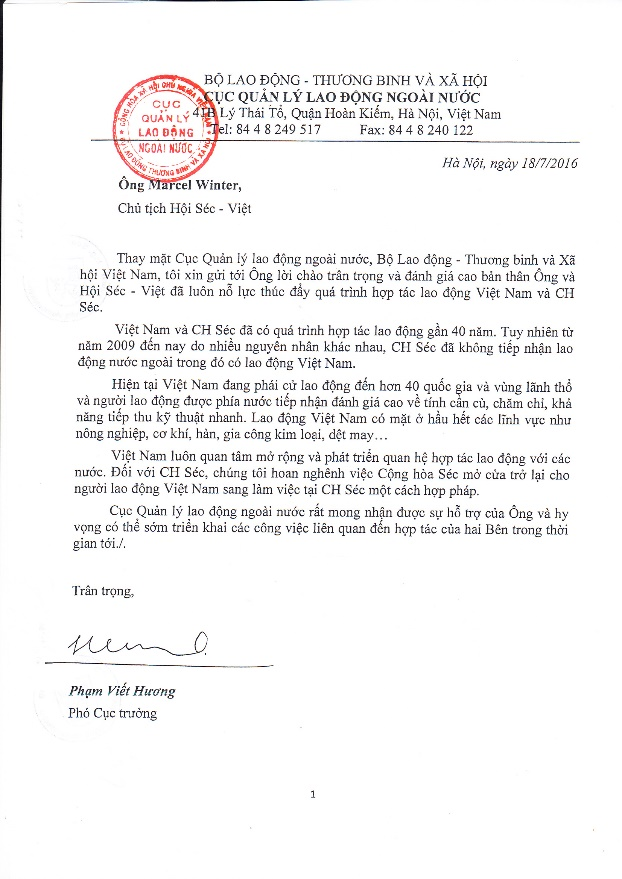 BỘ LAO ĐỘNG - THƯƠNG BINH VÀ XÃ HỘI
CỤC QUẢN LÝ LAO ĐỘNG NGOÀI NƯỚC
41B Lý Thái Tổ, Quận Hoàn Kiếm, Hà Nội, Việt Nam
Tel: 84 4 8 249 517 Fax: 84 4 8 240 122
CỤC
QUẢN LÝ
LAO ĐỘNG
NGOÀI NƯỚC
Hà Nội, ngày 18/7/2016
Ông Marcel Winter,
Chủ tịch Hội Séc - Việt
Thay mặt Cục Quản lý lao động ngoài nước, Bộ Lao động - Thương binh và Xã
hội Việt Nam, tôi xin gửi tới Ông lời chào trân trọng và đánh giá cao bản thân Ông và
Hội Séc - Việt đã luôn nỗ lực thúc đẩy quá trình hợp tác lao động Việt Nam và CH
Séc.
Việt Nam và CH Séc đã có quá trình hợp tác lao động gần 40 năm. Tuy nhiên từ
năm 2009 đến nay do nhiều nguyên nhân khác nhau, CH Séc đã không tiếp nhận lao
động nước ngoài trong đó có lao động Việt Nam.
Hiện tại Việt Nam đang phái cử lao động đến hơn 40 quốc gia và vùng lãnh thổ
và người lao động được phía nước tiếp nhận đánh giá cao về tính cần cù, chăm chỉ, khả
năng tiếp thu kỹ thuật nhanh. Lao động Việt Nam có mặt ở hầu hết các lĩnh vực như
nông nghiệp, cơ khí, hàn, gia công kim loại, dệt may…
Việt Nam luôn quan tâm mở rộng và phát triển quan hệ hợp tác lao động với các
nước. Đối với CH Séc, chúng tôi hoan nghênh việc Cộng hòa Séc mở cửa trở lại cho
người lao động Việt Nam sang làm việc tại CH Séc một cách hợp pháp.
Cục Quản lý lao động ngoài nước rất mong nhận được sự hỗ trợ của Ông và hy
vọng có thể sớm triển khai các công việc liên quan đến hợp tác của hai Bên trong thời
gian tới./.
Trân trọng,
Phạm Viết Hương
Phó Cục trưởng
1